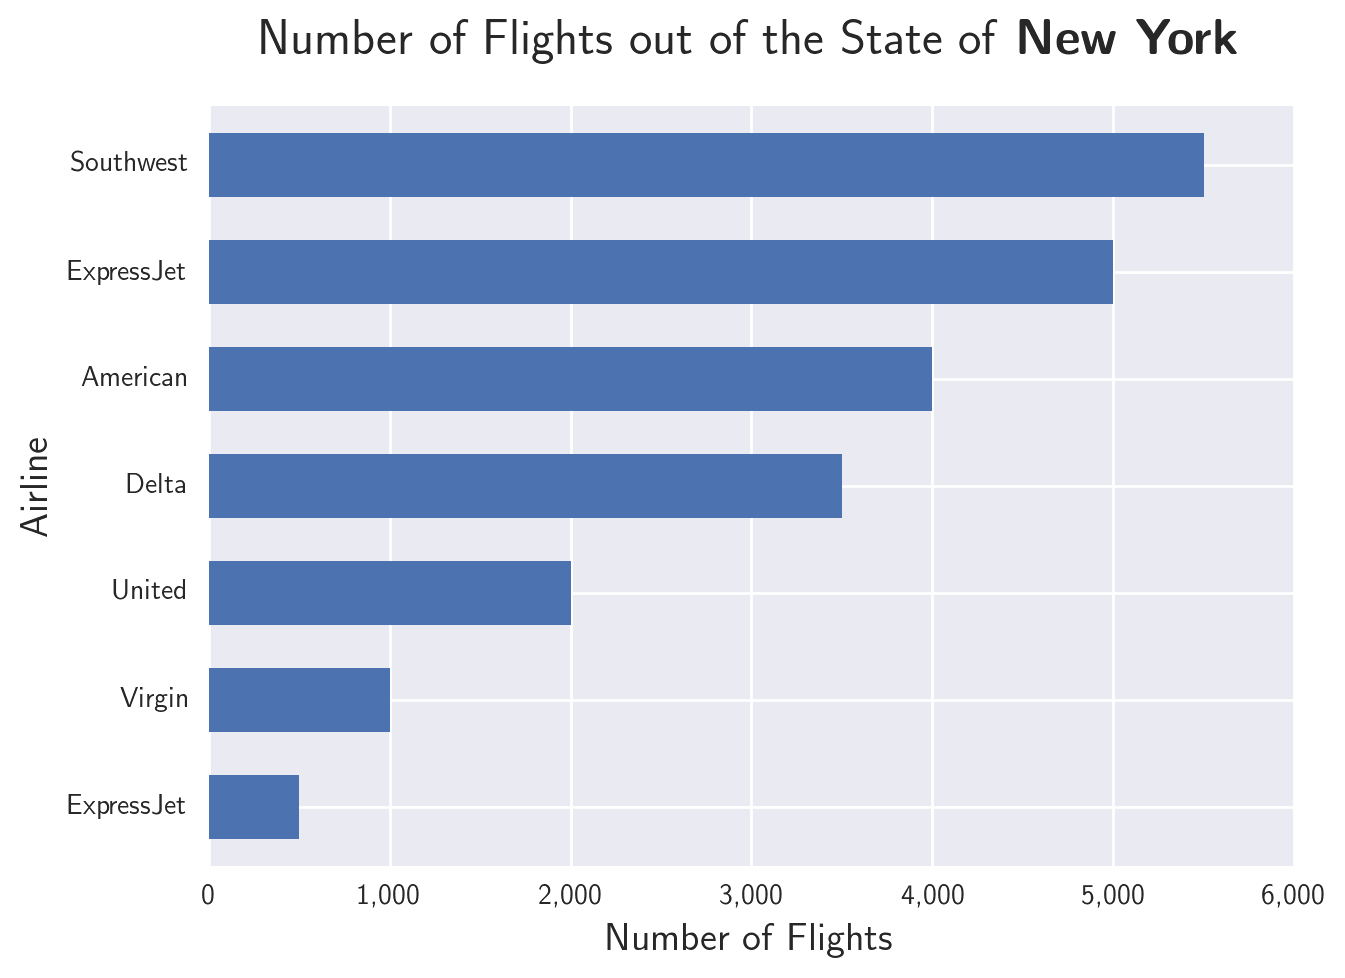 Number of Flights out of the State of New York
Southwest
ExpressJet
American
Delta
United
Virgin
ExpressJet
Airline
0 1,000 2,000 3,000 4,000 5,000 6,000
Number of Flights